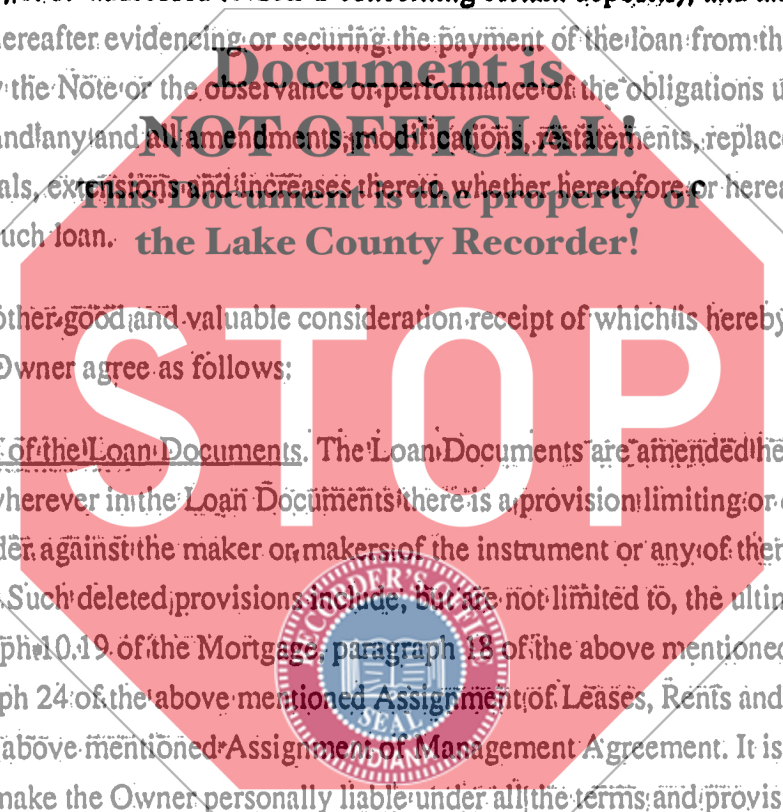 ereafter evidencing or securing the payment of the loan from th
Document is
the Note or the observance or performance of the obligations u
and any and all amendments, modifications, restatements, replac
NOT OFFICIAL!
als, extensions and increases thereto, whether heretofore or here
This Document is the property of
uch loan.
the Lake County Recorder!
other good and valuable consideration receipt of which is hereby
Owner agree as follows:
STOP
of the Loan Documents. The Loan Documents are amended he
wherever in the Loan Documents there is a provision limiting or
der against the maker or makers of the instrument or any of the
Such deleted provisions include, but are not limited to, the ultin
ph 10.19 of the Mortgage, paragraph 18 of the above mentioned
ph 24 of the above mentioned Assignment of Leases, Rents and
above mentioned Assignment of Management Agreement. It is
make the Owner personally liable under all the terms and provis
RECORDER'S OFFICE
SEAL
INDIANA